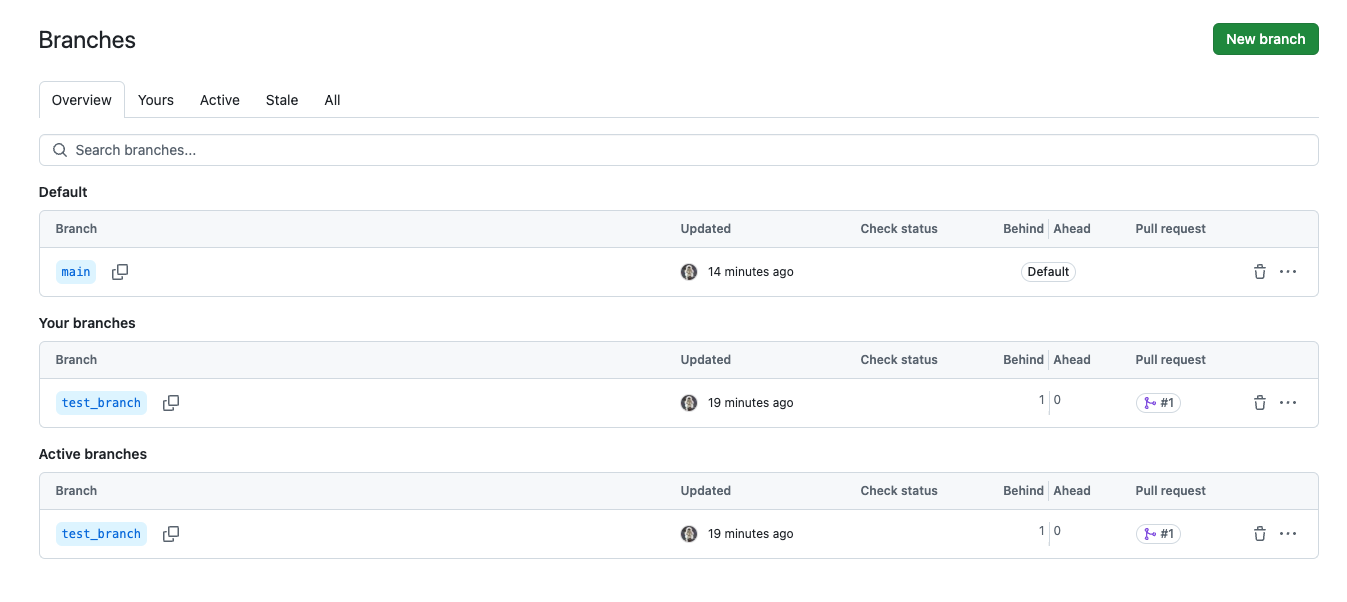 Branches New branch
Overview Yours Active Stale All
Search branches...
Default
Branch Updated Check status Behind Ahead Pull request
main 14 minutes ago Default
Your branches
Branch Updated Check status Behind Ahead Pull request
test_branch 19 minutes ago 1 0 #1
Active branches
Branch Updated Check status Behind Ahead Pull request
test_branch 19 minutes ago 1 0 #1